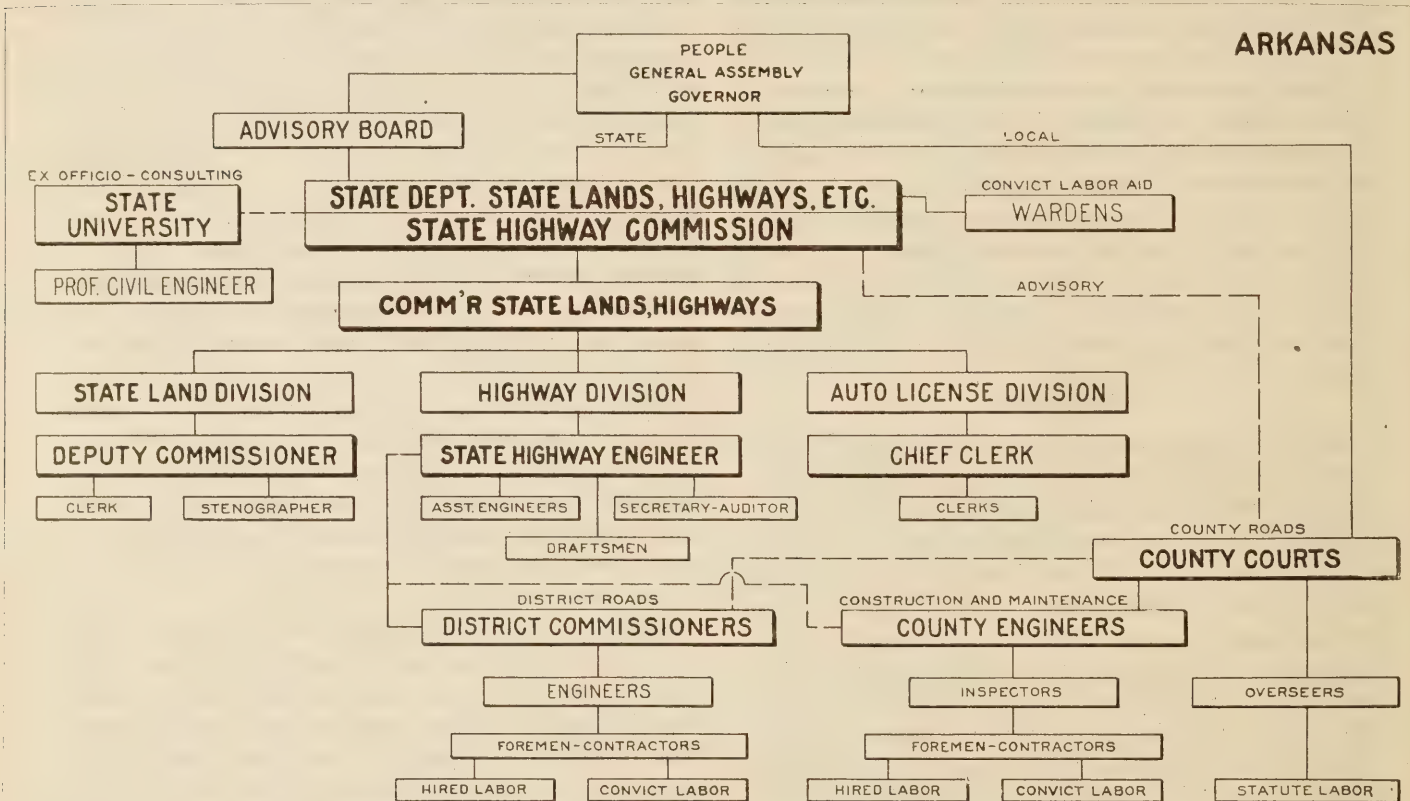 ARKANSAS
PEOPLE
GENERAL ASSEMBLY
GOVERNOR
ADVISORY BOARD
STATE
LOCAL
EX OFFICIO - CONSULTING
STATE
UNIVERSITY
STATE DEPT. STATE LANDS, HIGHWAYS, ETC.
STATE HIGHWAY COMMISSION
CONVICT LABOR AID
WARDENS
PROF. CIVIL ENGINEER
ADVISORY
COMM'R STATE LANDS, HIGHWAYS
STATE LAND DIVISION
HIGHWAY DIVISION
AUTO LICENSE DIVISION
DEPUTY COMMISSIONER
STATE HIGHWAY ENGINEER
CHIEF CLERK
CLERK
STENOGRAPHER
ASST. ENGINEERS
SECRETARY-AUDITOR
CLERKS
DRAFTSMEN
COUNTY ROADS
COUNTY COURTS
DISTRICT ROADS
CONSTRUCTION AND MAINTENANCE
DISTRICT COMMISSIONERS
COUNTY ENGINEERS
ENGINEERS
INSPECTORS
OVERSEERS
FOREMEN-CONTRACTORS
FOREMEN-CONTRACTORS
HIRED LABOR
CONVICT LABOR
HIRED LABOR
CONVICT LABOR
STATUTE LABOR